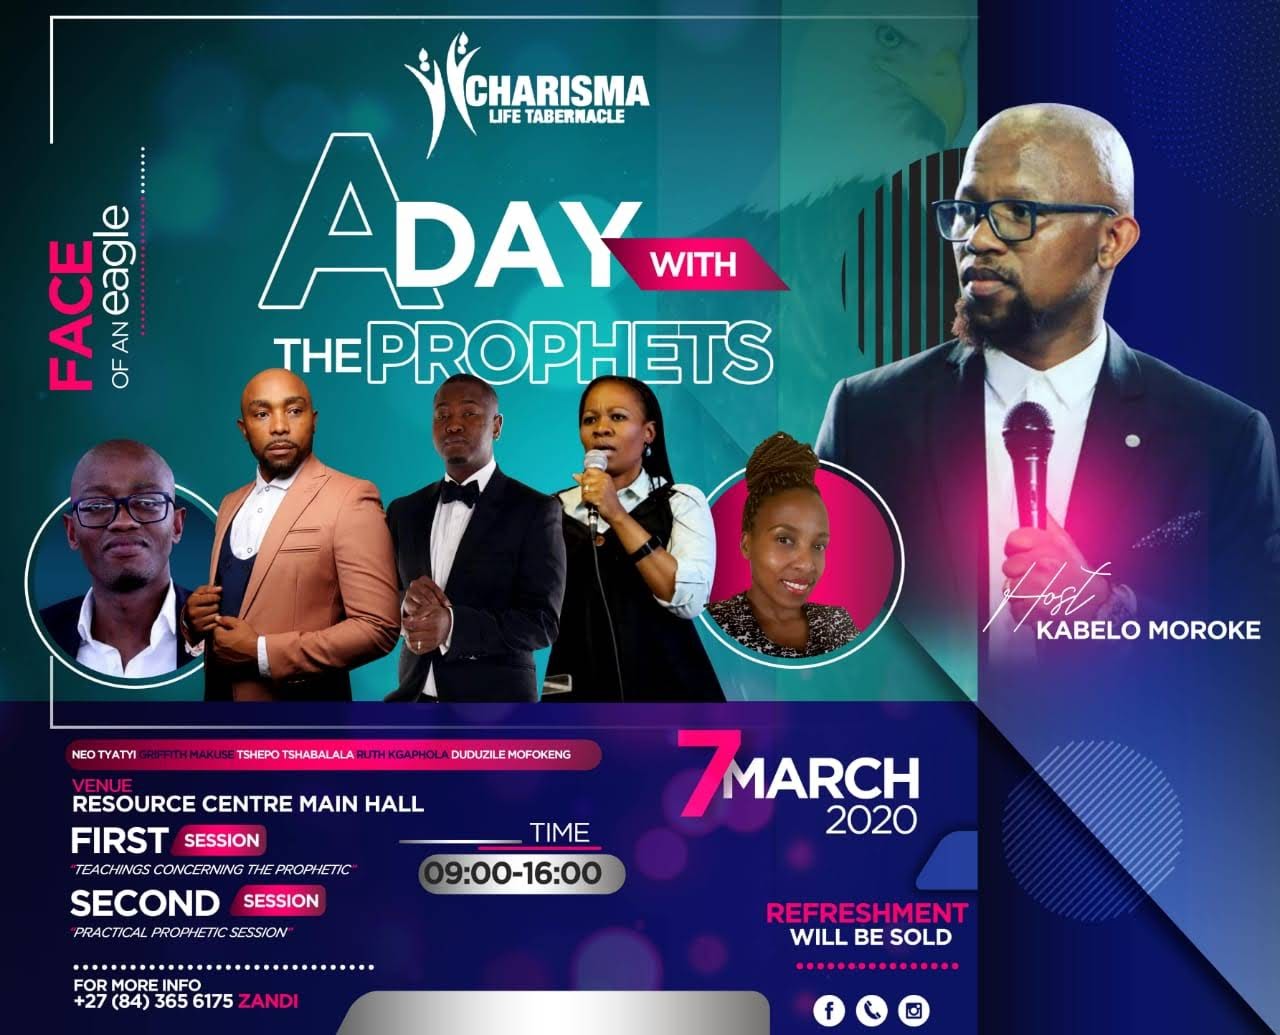 CHARISMA
LIFE TABERNACLE
FACE
OF AN eagle
A DAY WITH
THE PROPHETS
Host
KABELO MOROKE
NEO TYATYI GRIFFITH MAKUSE TSHEPO TSHABALALA RUTH KGAPHOLA DUDUZILE MOFOKENG
VENUE
RESOURCE CENTRE MAIN HALL
FIRST SESSION
"TEACHINGS CONCERNING THE PROPHETIC"
SECOND SESSION
"PRACTICAL PROPHETIC SESSION"
FOR MORE INFO
+27 (84) 365 6175 ZANDI
TIME
09:00-16:00
7 MARCH
2020
REFRESHMENT
WILL BE SOLD